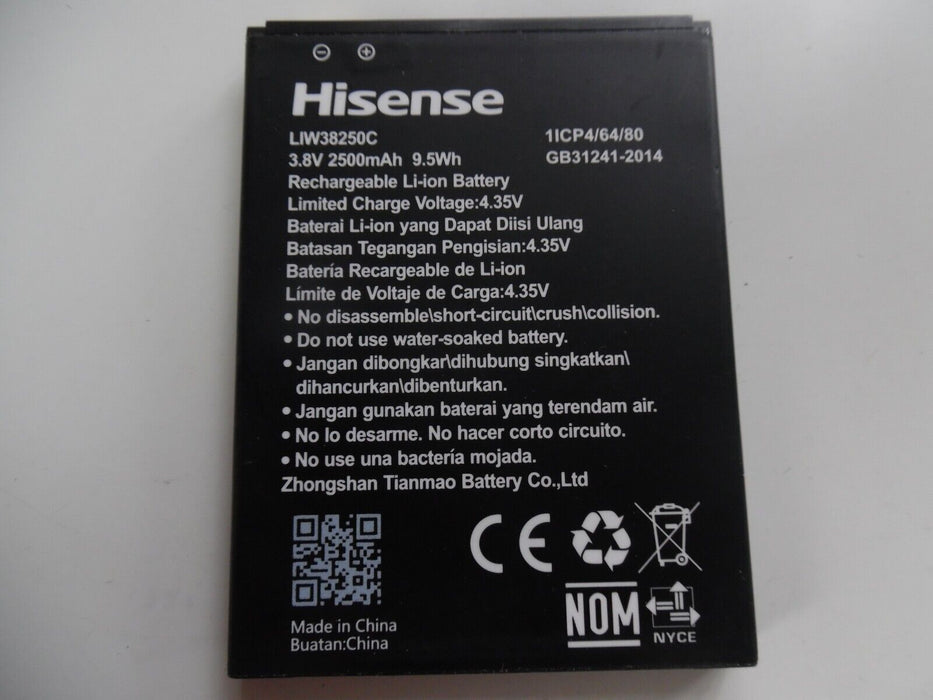 Hisense
LIW38250C 1ICP4/64/80
3.8V 2500mAh 9.5Wh GB31241-2014
Rechargeable Li-ion Battery
Limited Charge Voltage:4.35V
Baterai Li-ion yang Dapat Diisi Ulang
Batasan Tegangan Pengisian:4.35V
Batería Recargeable de Li-ion
Límite de Voltaje de Carga:4.35V
• No disassemble\short-circuit\crush\collision.
• Do not use water-soaked battery.
• Jangan dibongkar\dihubung singkatkan\
dihancurkan\dibenturkan.
• Jangan gunakan baterai yang terendam air.
• No lo desarme. No hacer corto circuito.
• No use una bactería mojada.
Zhongshan Tianmao Battery Co.,Ltd
CE
NOM
NYCE
Made in China
Buatan:China